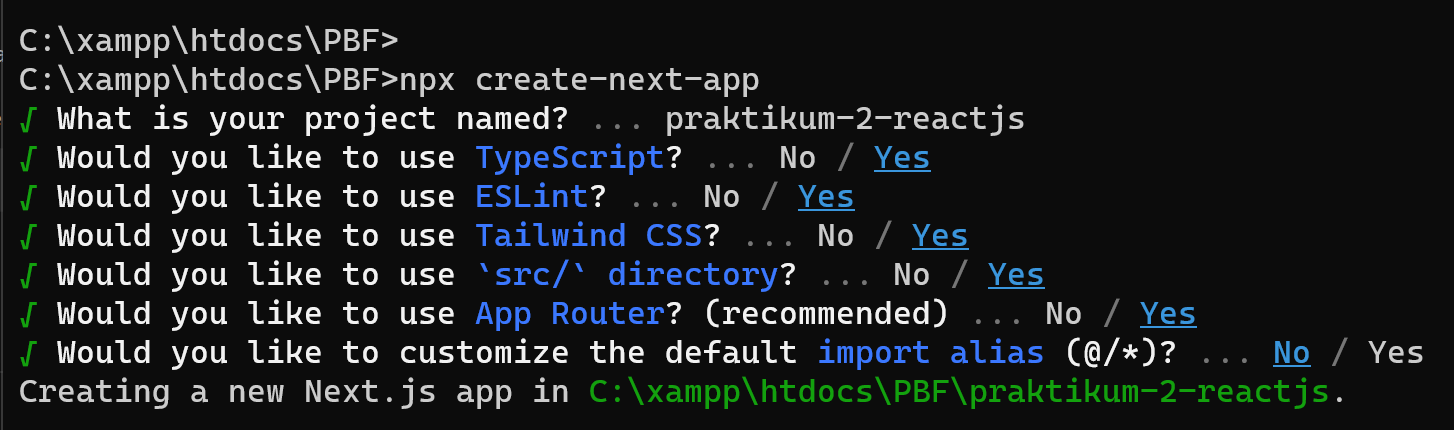 C:\xampp\htdocs\PBF>
C:\xampp\htdocs\PBF>npx create-next-app
√ What is your project named? ... praktikum-2-reactjs
√ Would you like to use TypeScript? ... No / Yes
√ Would you like to use ESLint? ... No / Yes
√ Would you like to use Tailwind CSS? ... No / Yes
√ Would you like to use `src/` directory? ... No / Yes
√ Would you like to use App Router? (recommended) ... No / Yes
√ Would you like to customize the default import alias (@/*)? ... No / Yes
Creating a new Next.js app in C:\xampp\htdocs\PBF\praktikum-2-reactjs.